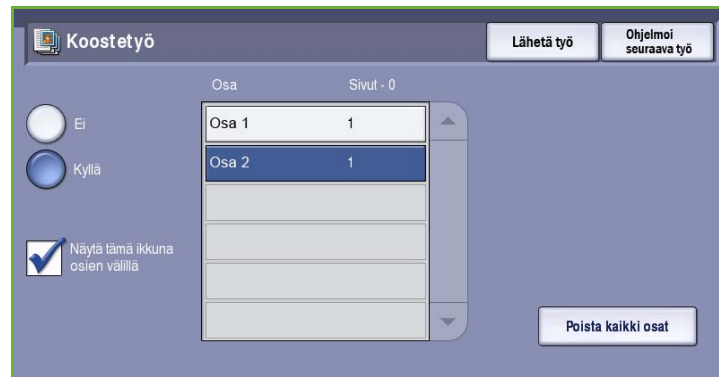 Koostetyö
Lähetä työ
Ohjelmoi
seuraava työ
Osa Sivut - 0
Ei
Kyllä
Osa 1 1
Osa 2 1
Näytä tämä ikkuna
osien välillä
Poista kaikki osat